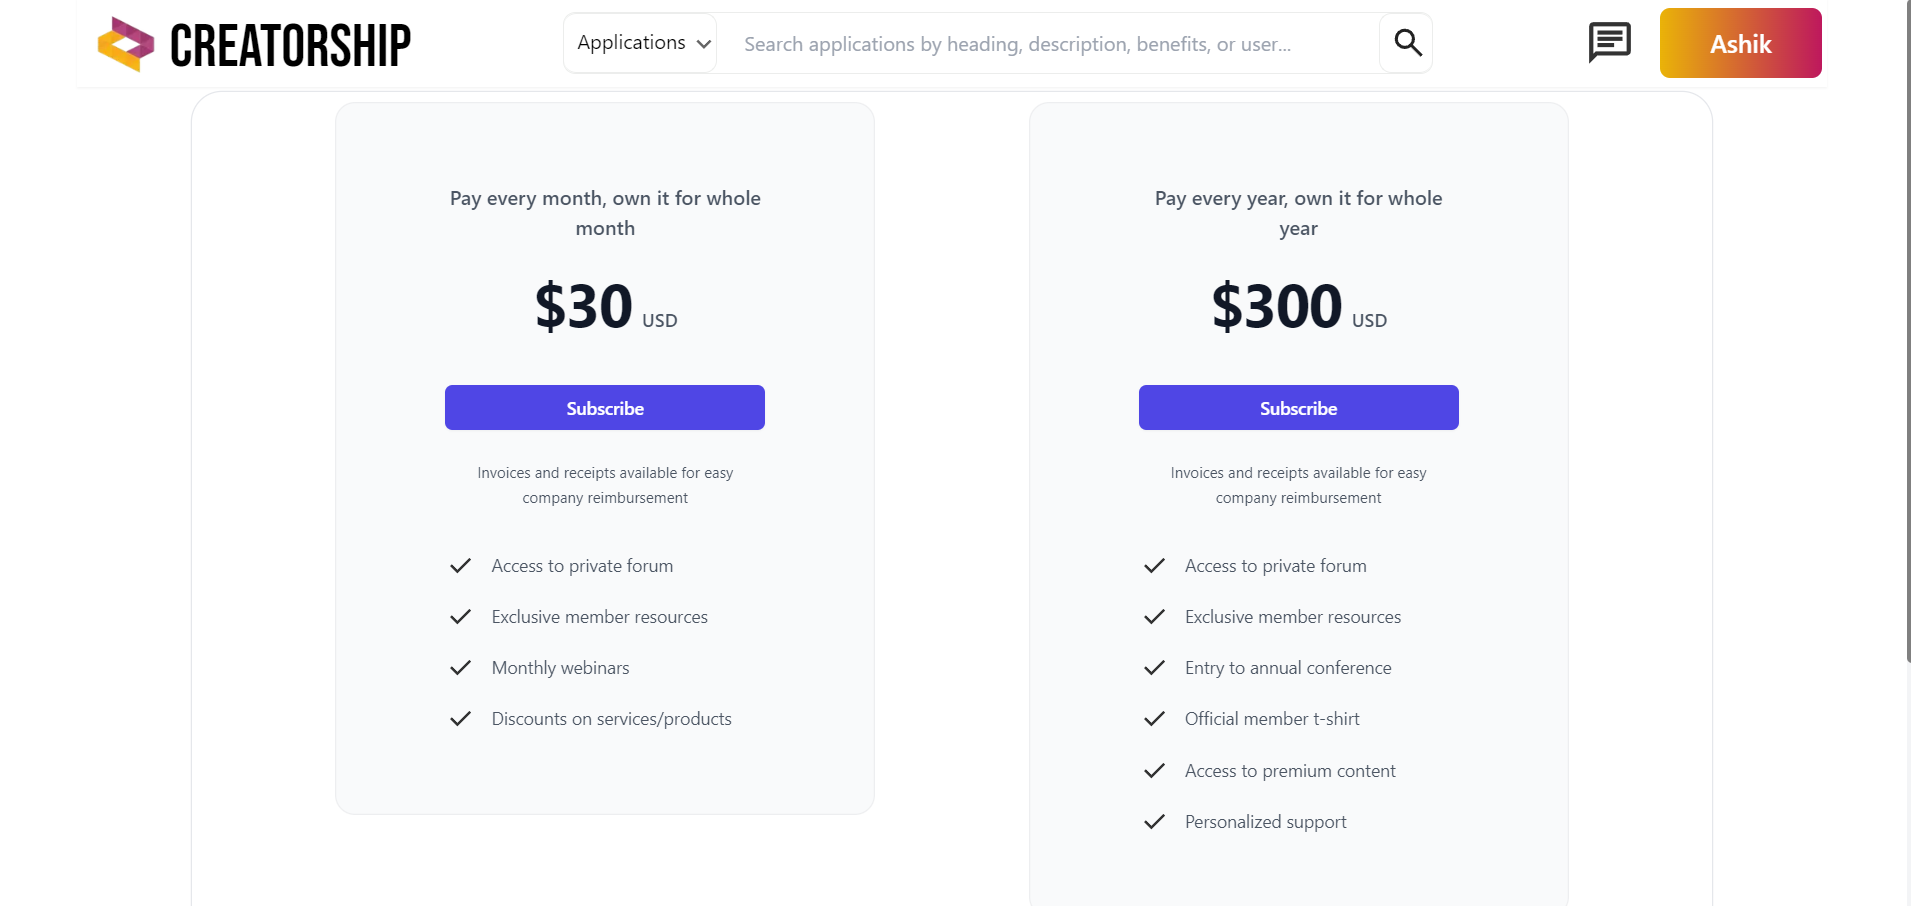 CREATORSHIP
Applications
Search applications by heading, description, benefits, or user...
Ashik
Pay every month, own it for whole
month
$30 USD
Subscribe
Invoices and receipts available for easy
company reimbursement
Access to private forum
Exclusive member resources
Monthly webinars
Discounts on services/products
Pay every year, own it for whole
year
$300 USD
Subscribe
Invoices and receipts available for easy
company reimbursement
Access to private forum
Exclusive member resources
Entry to annual conference
Official member t-shirt
Access to premium content
Personalized support